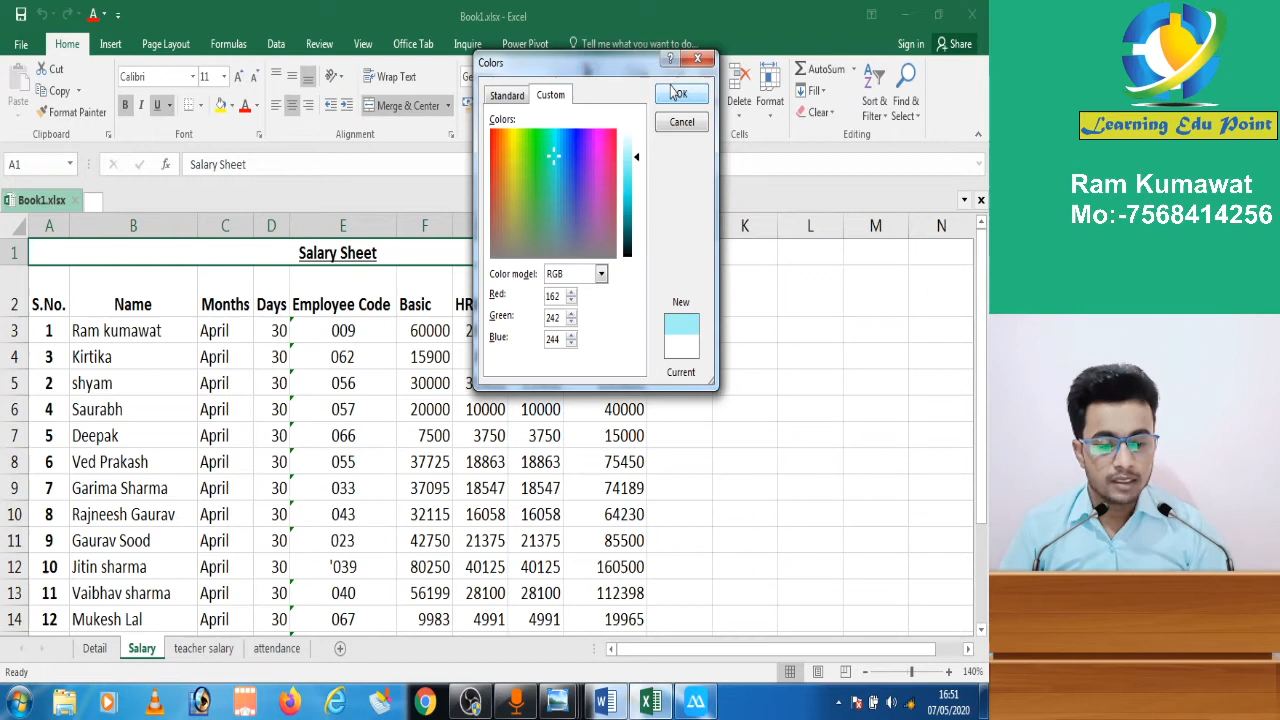 Book1.xlsx - Excel
File Home Insert Page Layout Formulas Data Review View Office Tab Inquire Power Pivot Tell me what you want to do... Sign in Share
Paste
Cut
Copy
Calibri 11
Wrap Text
Merge & Center
AutoSum
Fill
Clear
Delete Format
Sort & Filter
Find & Select
Clipboard Font Alignment Cells Editing
A1 Salary Sheet
Book1.xlsx
Colors
Standard Custom
OK
Cancel
Colors:
Color model: RGB
Red: 162
Green: 242
Blue: 244
New
Current
A B C D E F K L M N
1 Salary Sheet
2 S.No. Name Months Days Employee Code Basic
3 1 Ram kumawat April 30 009 60000
4 3 Kirtika April 30 062 15900
5 2 shyam April 30 056 30000
6 4 Saurabh April 30 057 20000 10000 10000 40000
7 5 Deepak April 30 066 7500 3750 3750 15000
8 6 Ved Prakash April 30 055 37725 18863 18863 75450
9 7 Garima Sharma April 30 033 37095 18547 18547 74189
10 8 Rajneesh Gaurav April 30 043 32115 16058 16058 64230
11 9 Gaurav Sood April 30 023 42750 21375 21375 85500
12 10 Jitin sharma April 30 '039 80250 40125 40125 160500
13 11 Vaibhav sharma April 30 040 56199 28100 28100 112398
14 12 Mukesh Lal April 30 067 9983 4991 4991 19965
Detail Salary teacher salary attendance
Ready 140%
16:51
07/05/2020
Learning Edu Point
Ram Kumawat
Mo:-7568414256